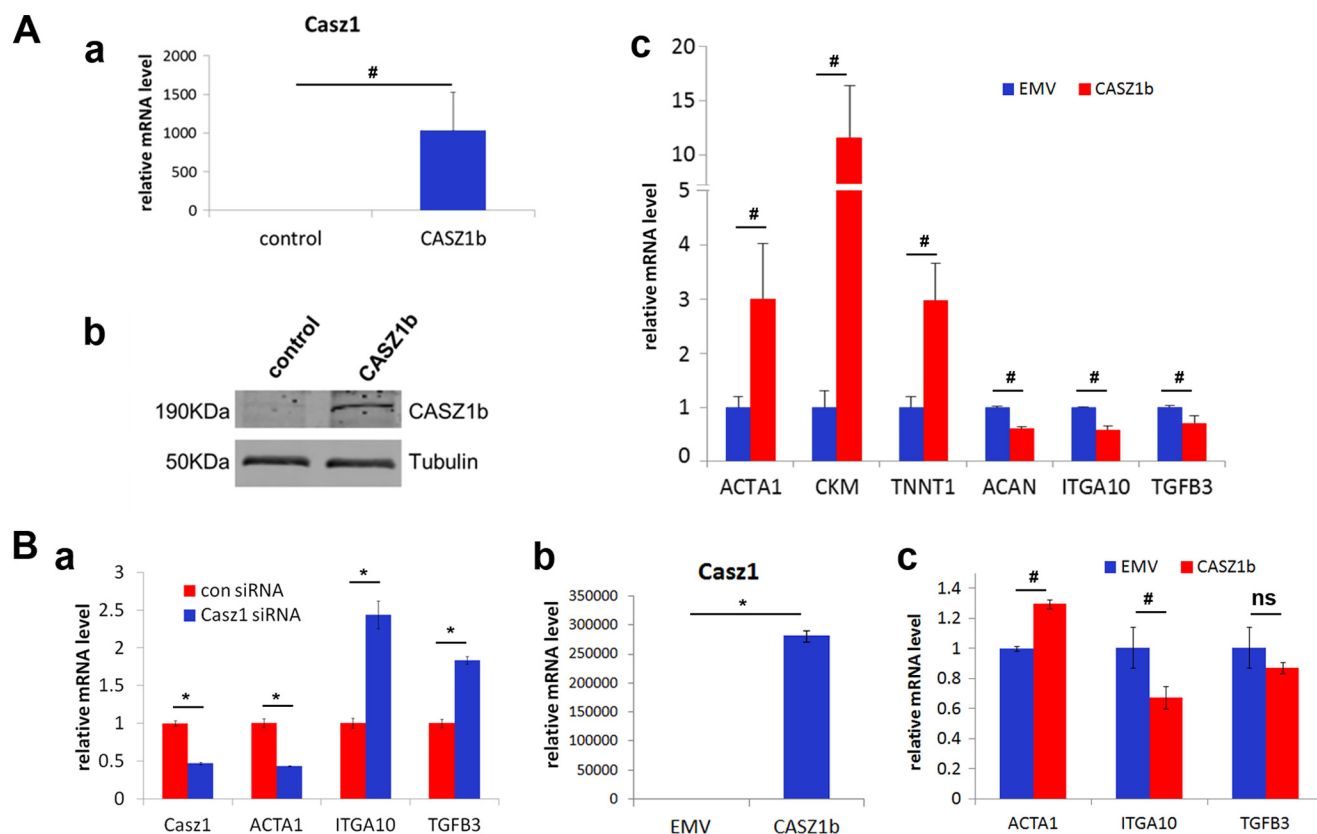 A
a
Casz1
relative mRNA level
2000
1500
1000
500
0
#
control
CASZ1b
b
control
CASZ1b
190KDa
CASZ1b
50KDa
Tubulin
c
relative mRNA level
20
15
10
5
4
3
2
1
0
EMV
CASZ1b
#
#
#
#
#
#
ACTA1
CKM
TNNT1
ACAN
ITGA10
TGFB3
B
a
relative mRNA level
3
2.5
2
1.5
1
0.5
0
con siRNA
Casz1 siRNA
*
*
*
*
Casz1
ACTA1
ITGA10
TGFB3
b
Casz1
relative mRNA level
350000
300000
250000
200000
150000
100000
50000
0
*
EMV
CASZ1b
c
relative mRNA level
1.4
1.2
1
0.8
0.6
0.4
0.2
0
EMV
CASZ1b
#
#
ns
ACTA1
ITGA10
TGFB3